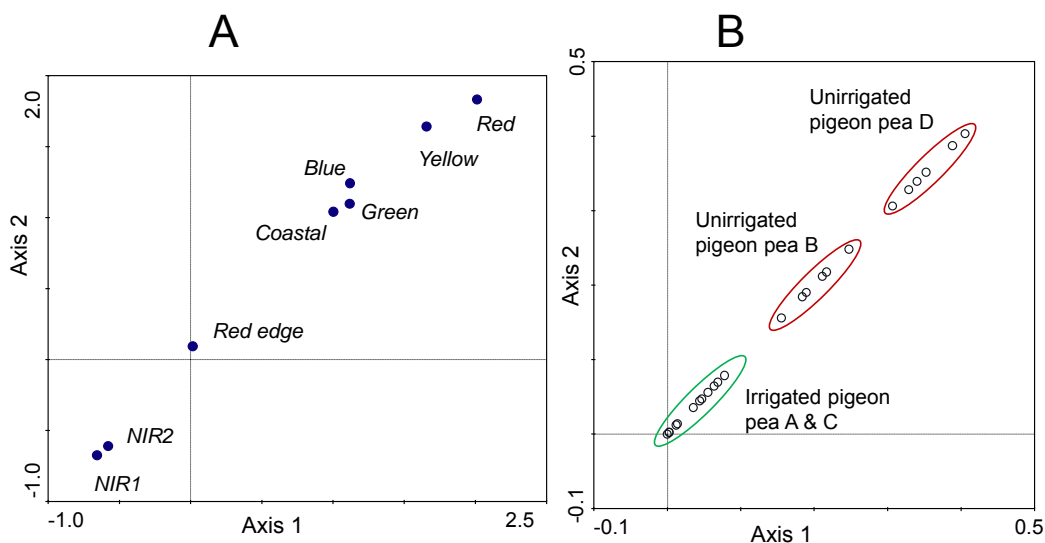 A
2.0
Axis 2
-1.0
Red
Yellow
Blue
Green
Coastal
Red edge
NIR2
NIR1
-1.0
Axis 1
2.5
B
0.5
Axis 2
-0.1
Unirrigated
pigeon pea D
Unirrigated
pigeon pea B
Irrigated pigeon
pea A & C
-0.1
Axis 1
0.5